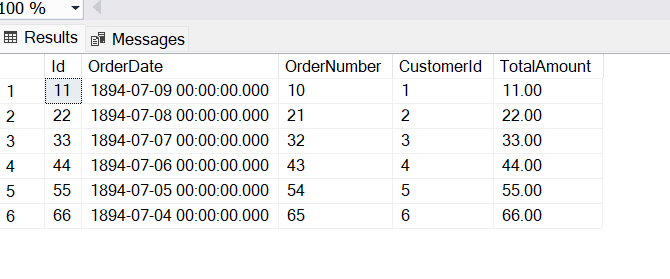 100 %
Results Messages
Id OrderDate OrderNumber CustomerId TotalAmount
1 11 1894-07-09 00:00:00.000 10 1 11.00
2 22 1894-07-08 00:00:00.000 21 2 22.00
3 33 1894-07-07 00:00:00.000 32 3 33.00
4 44 1894-07-06 00:00:00.000 43 4 44.00
5 55 1894-07-05 00:00:00.000 54 5 55.00
6 66 1894-07-04 00:00:00.000 65 6 66.00